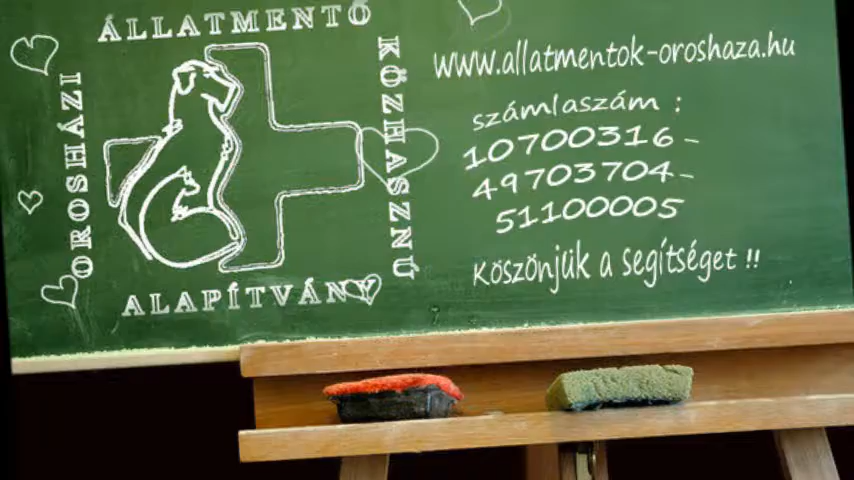 ÁLLATMENTŐ
OROSHÁZI
KÖZHASZNÚ
ALAPÍTVÁNY
www.allatmentok-oroshaza.hu
számlaszám :
10700316-
49703704-
51100005
Köszönjük a segítséget !!